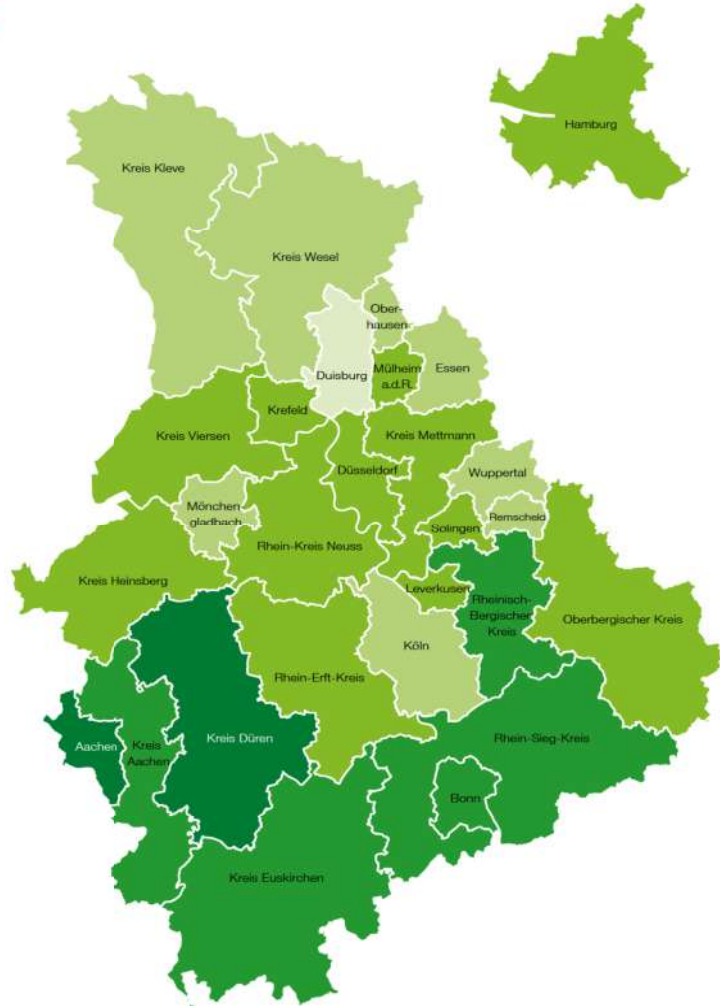 Hamburg
Kreis Kleve
Kreis Wesel
Ober-
hausen
Duisburg
Mülheim
a.d.R.
Essen
Krefeld
Kreis Viersen
Kreis Mettmann
Düsseldorf
Wuppertal
Mönchen
gladbach
Remscheid
Solingen
Rhein-Kreis Neuss
Kreis Heinsberg
Leverkusen
Rheinisch-
Bergischer
Kreis
Oberbergischer Kreis
Köln
Rhein-Erft-Kreis
Aachen
Kreis
Aachen
Kreis Düren
Rhein-Sieg-Kreis
Bonn
Kreis Euskirchen